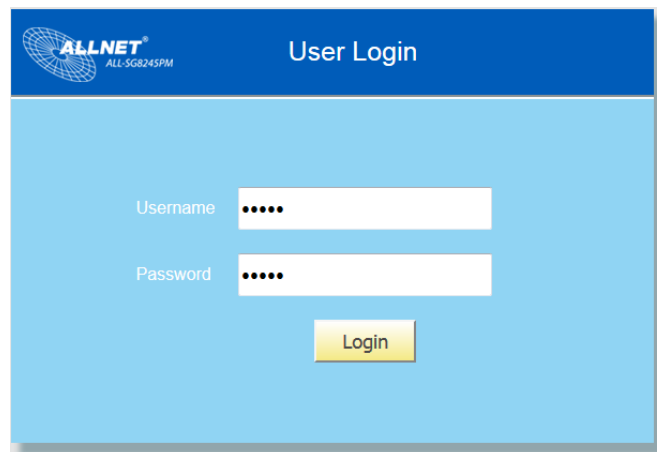 ALLNET®
ALL-SG8245PM
User Login
Username
•••••
Password
•••••
Login